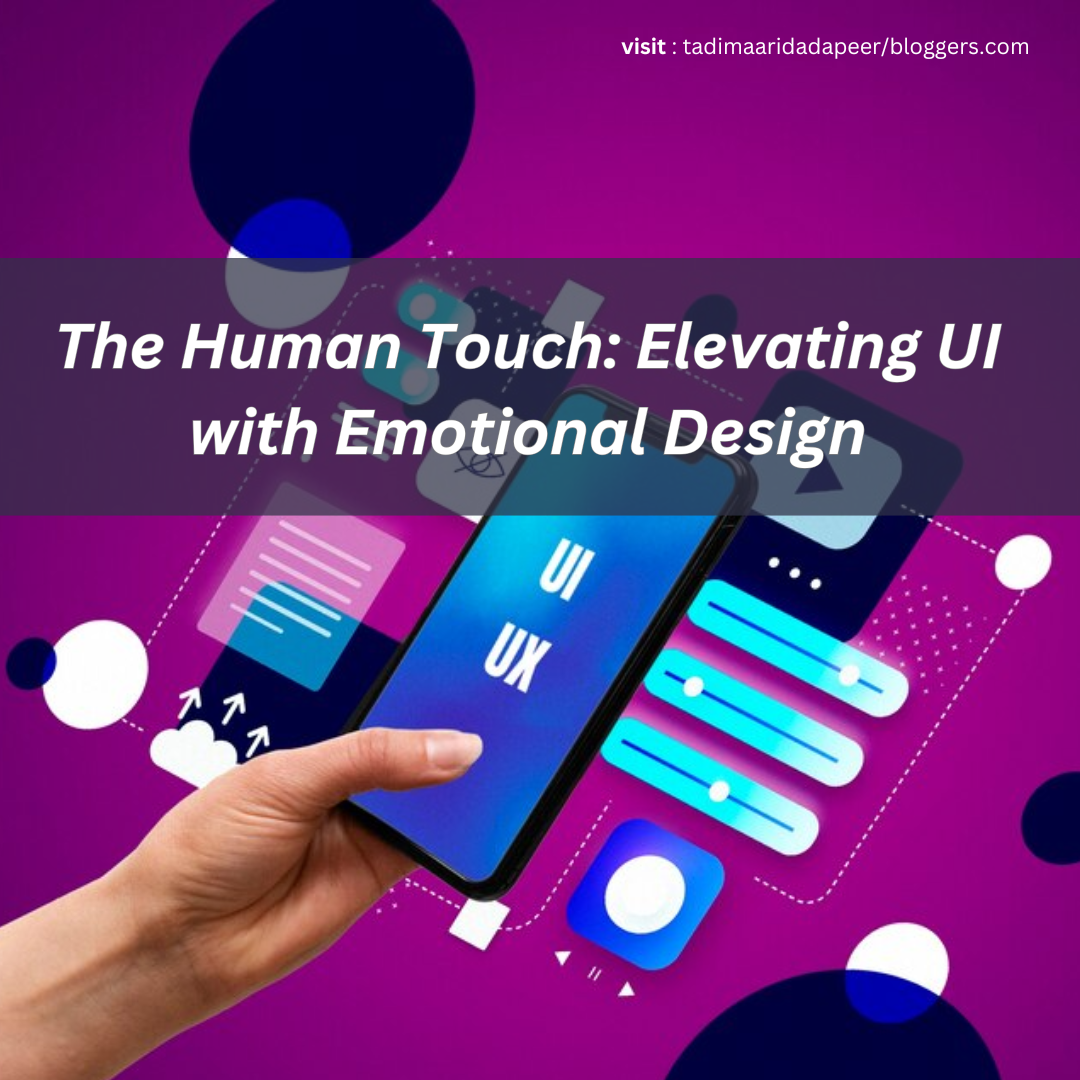 visit : tadimaaridadapeer/bloggers.com
The Human Touch: Elevating UI
with Emotional Design
UI
UX